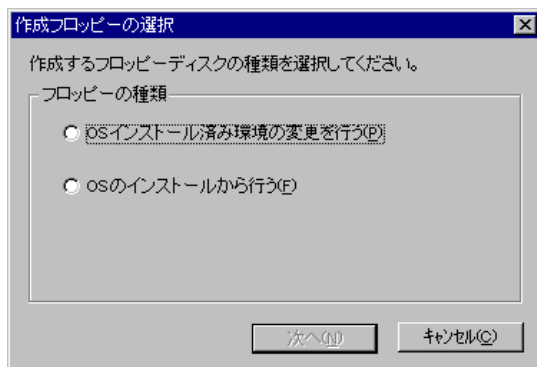 作成フロッピーの選択
作成するフロッピーディスクの種類を選択してください。
フロッピーの種類
OSインストール済み環境の変更を行う(P)
OSのインストールから行う(F)
次へ(N)
キャンセル(C)